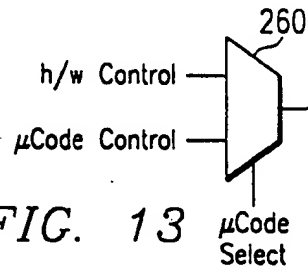 260
h/w Control
μCode Control
FIG. 13
μCode
Select